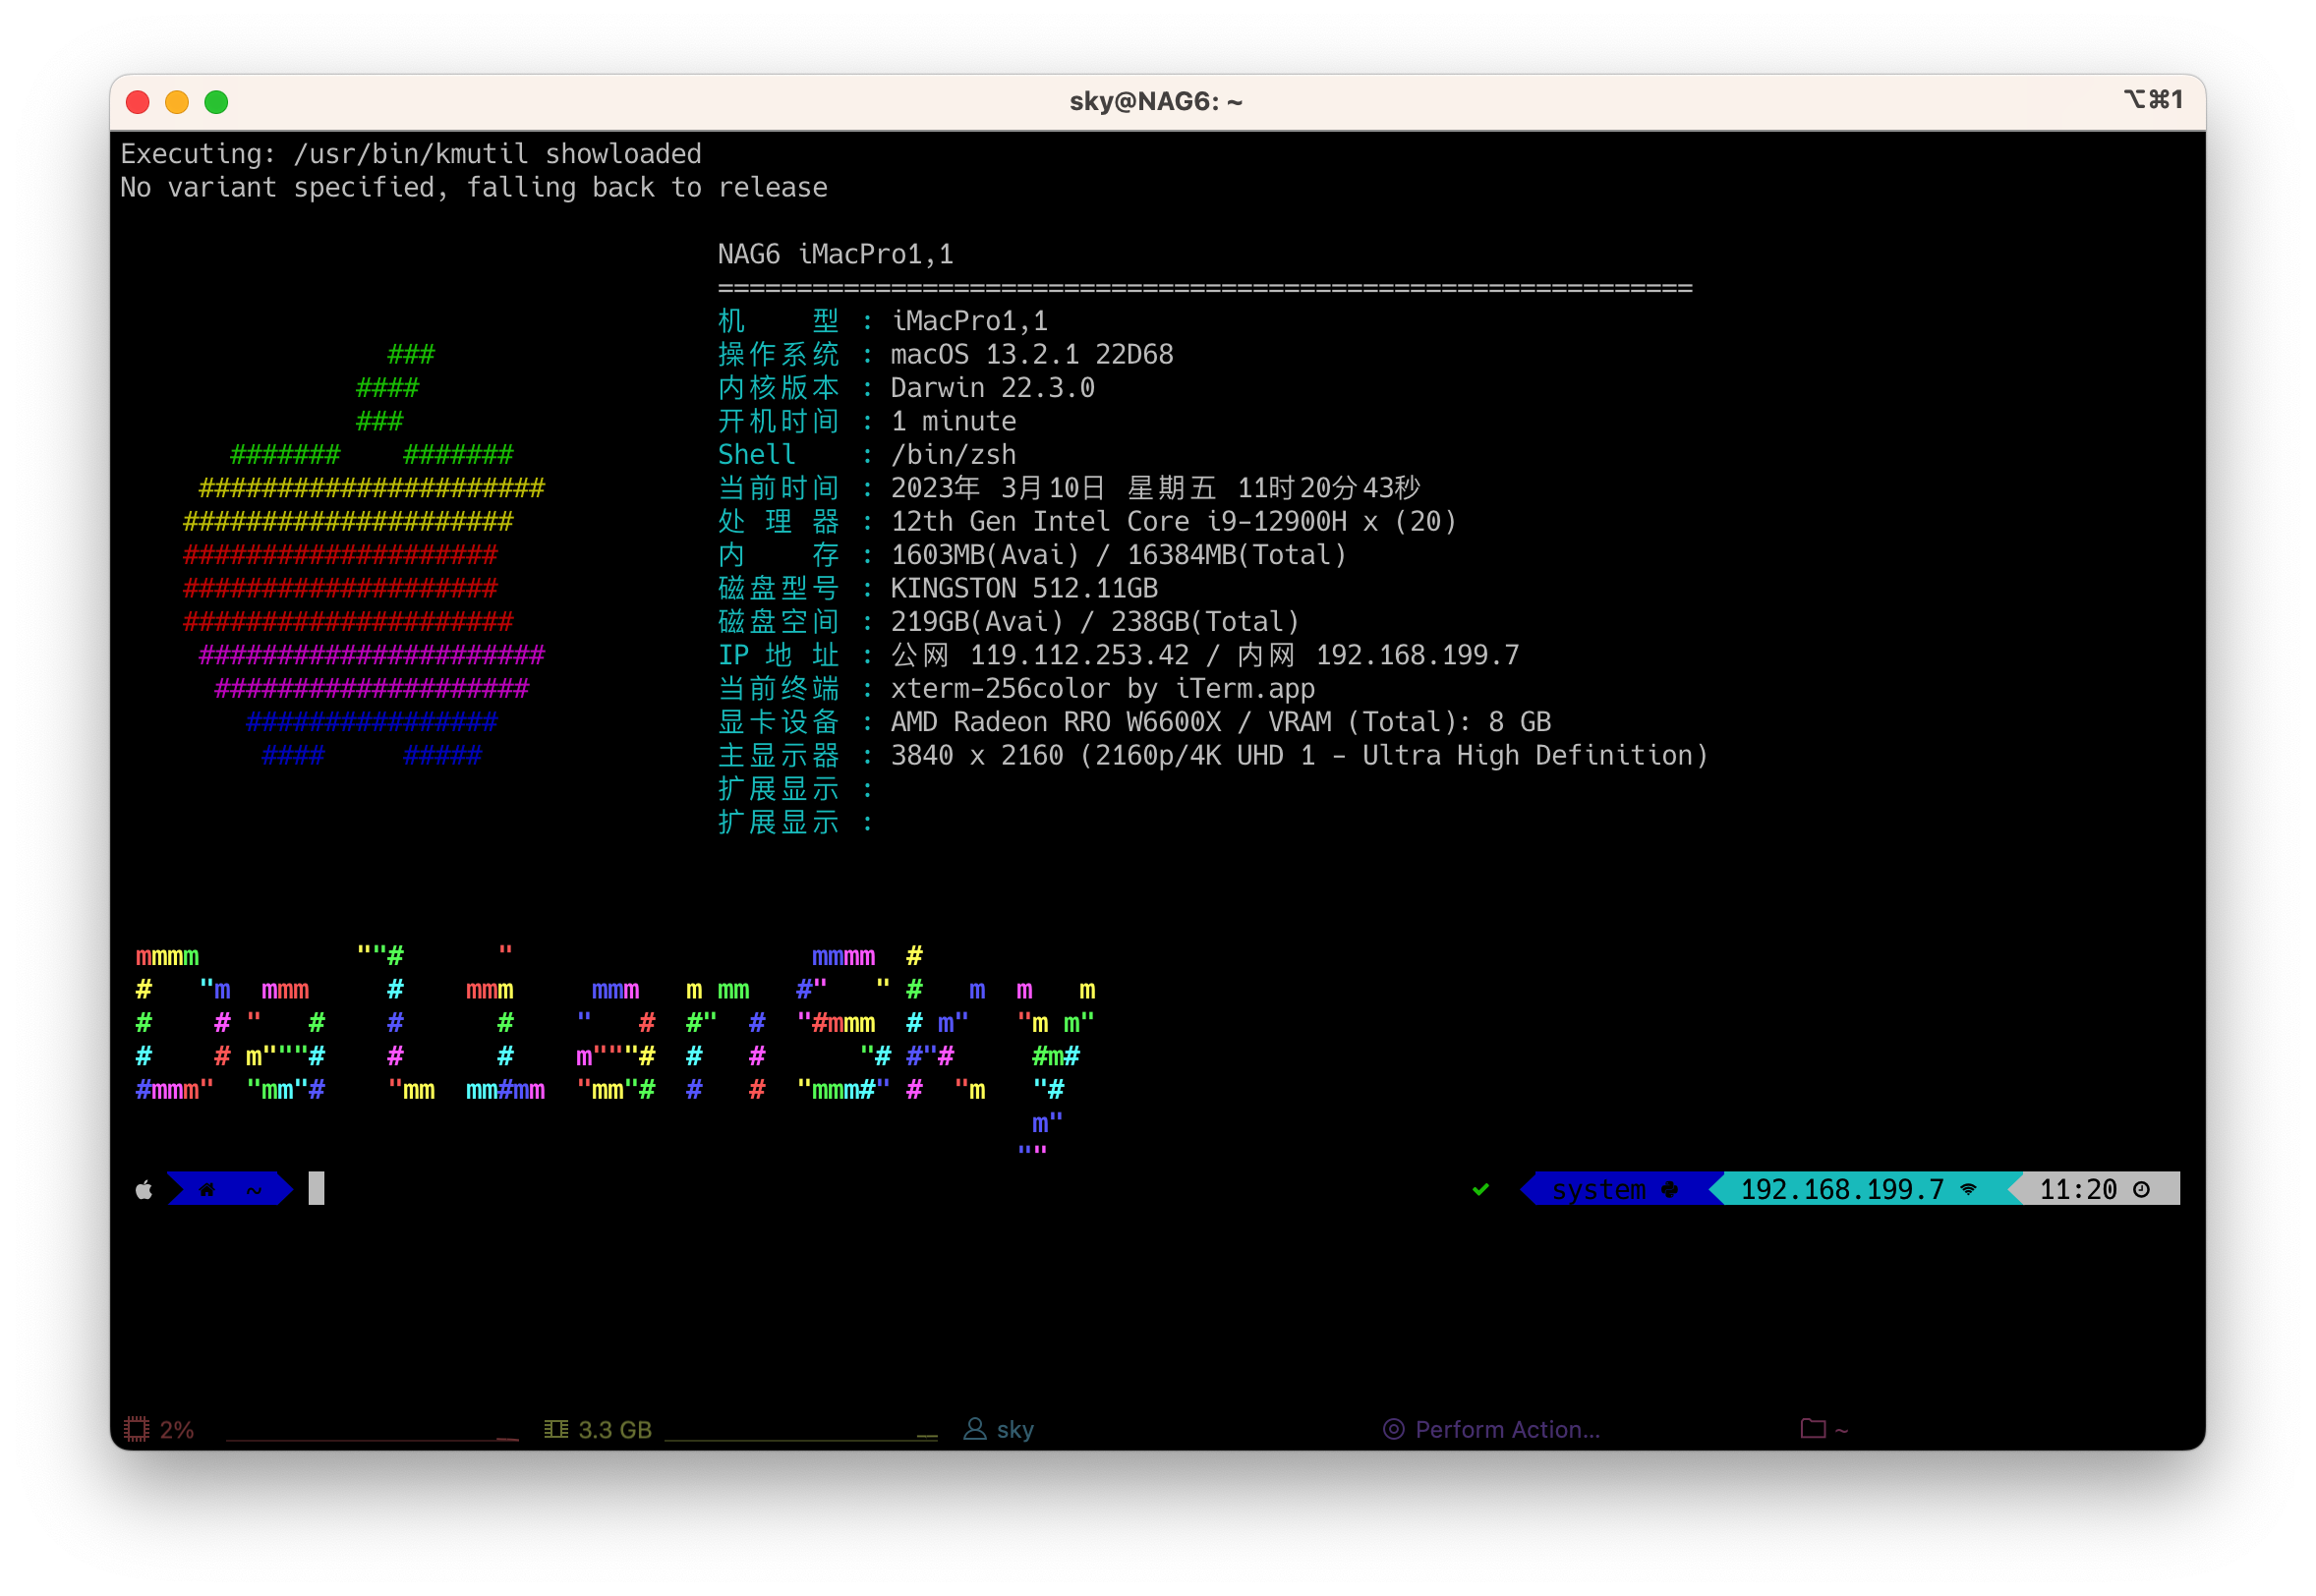 sky@NAG6: ~
⌥⌘1
Executing: /usr/bin/kmutil showloaded
No variant specified, falling back to release
NAG6 iMacPro1,1
==============================================================
机 型 : iMacPro1,1
操作系统 : macOS 13.2.1 22D68
内核版本 : Darwin 22.3.0
开机时间 : 1 minute
Shell : /bin/zsh
当前时间 : 2023年 3月10日 星期五 11时20分43秒
处 理 器 : 12th Gen Intel Core i9-12900H x (20)
内 存 : 1603MB(Avai) / 16384MB(Total)
磁盘型号 : KINGSTON 512.11GB
磁盘空间 : 219GB(Avai) / 238GB(Total)
IP 地 址 : 公网 119.112.253.42 / 内网 192.168.199.7
当前终端 : xterm-256color by iTerm.app
显卡设备 : AMD Radeon RRO W6600X / VRAM (Total): 8 GB
主显示器 : 3840 x 2160 (2160p/4K UHD 1 - Ultra High Definition)
扩展显示 :
扩展显示 :
DalianSky
~ system 192.168.199.7 11:20
2% 3.3 GB sky Perform Action... ~